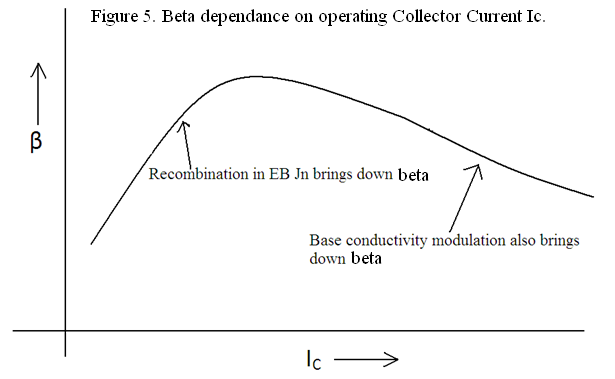 Figure 5. Beta dependance on operating Collector Current Ic.
β
Recombination in EB Jn brings down beta
Base conductivity modulation also brings
down beta
Ic